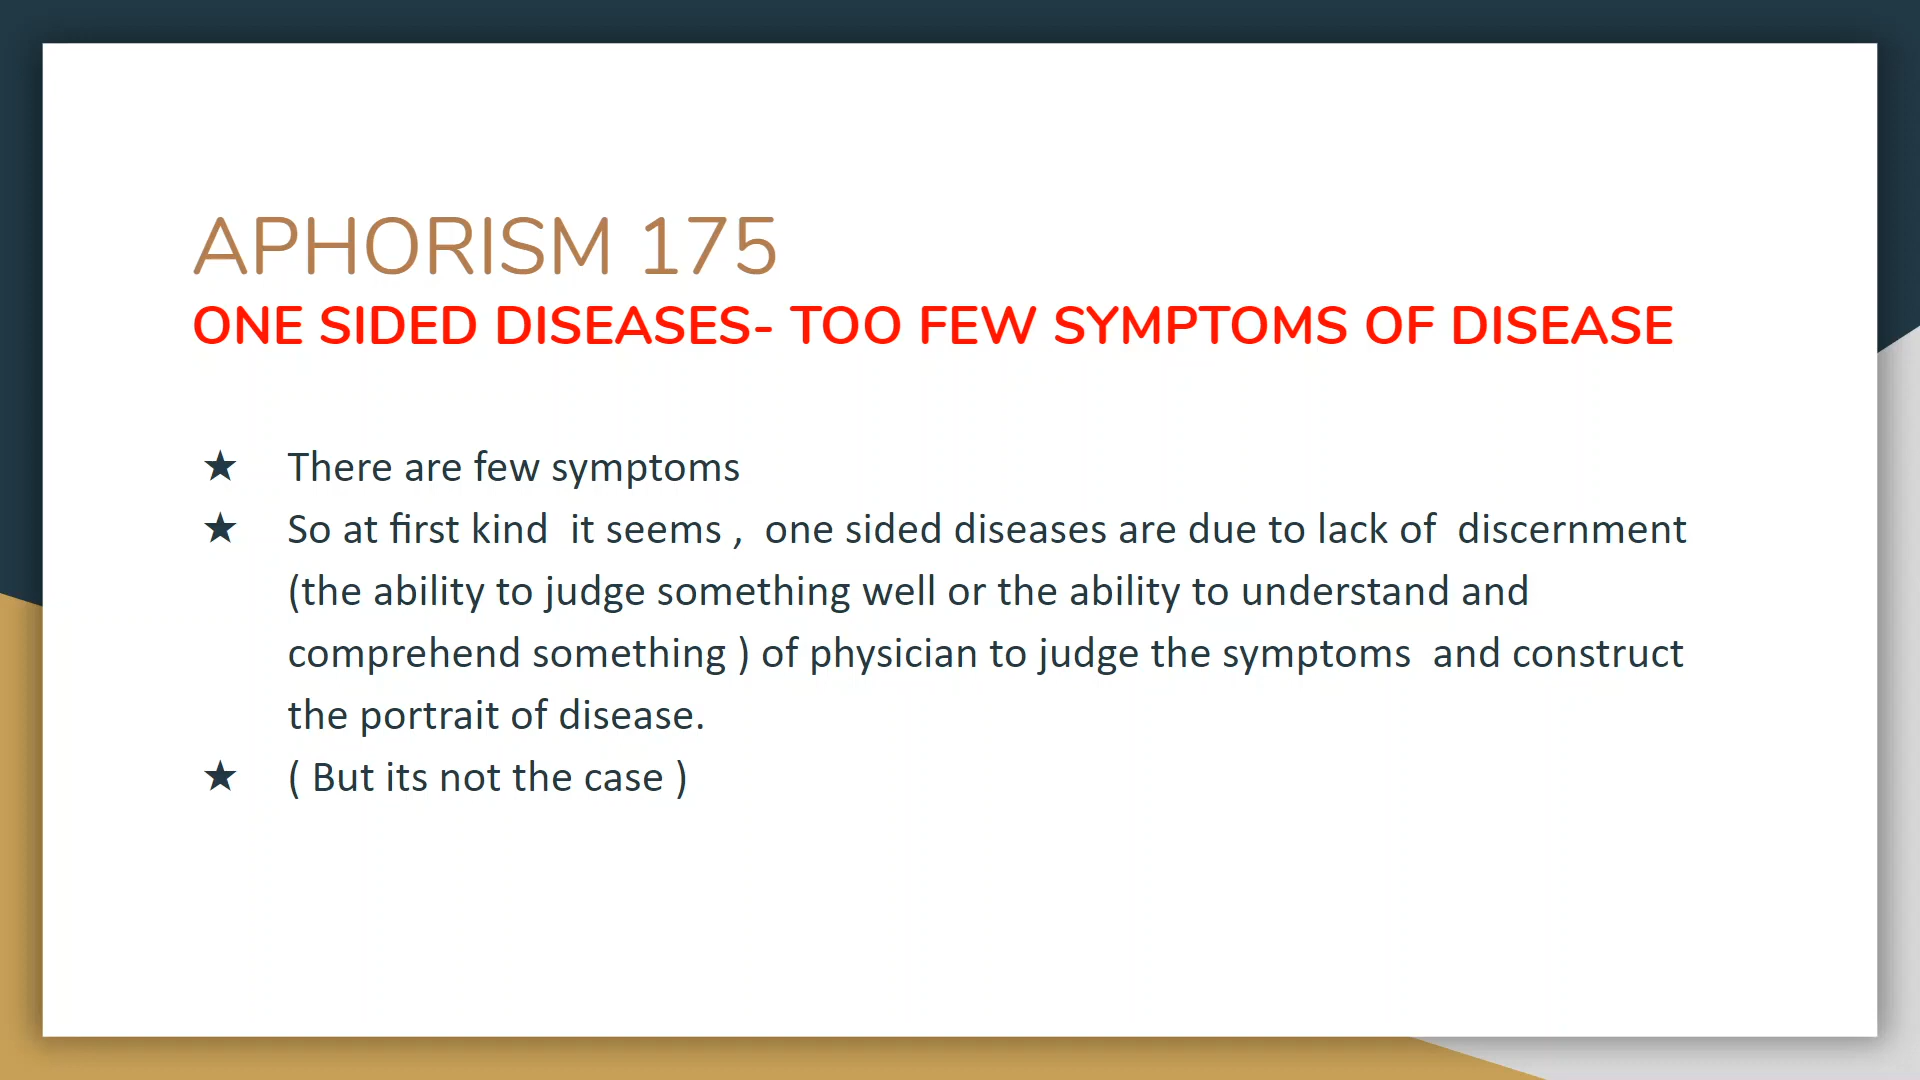 APHORISM 175
ONE SIDED DISEASES- TOO FEW SYMPTOMS OF DISEASE
★ There are few symptoms
★ So at first kind  it seems ,  one sided diseases are due to lack of  discernment
(the ability to judge something well or the ability to understand and
comprehend something ) of physician to judge the symptoms  and construct
the portrait of disease.
★ ( But its not the case )